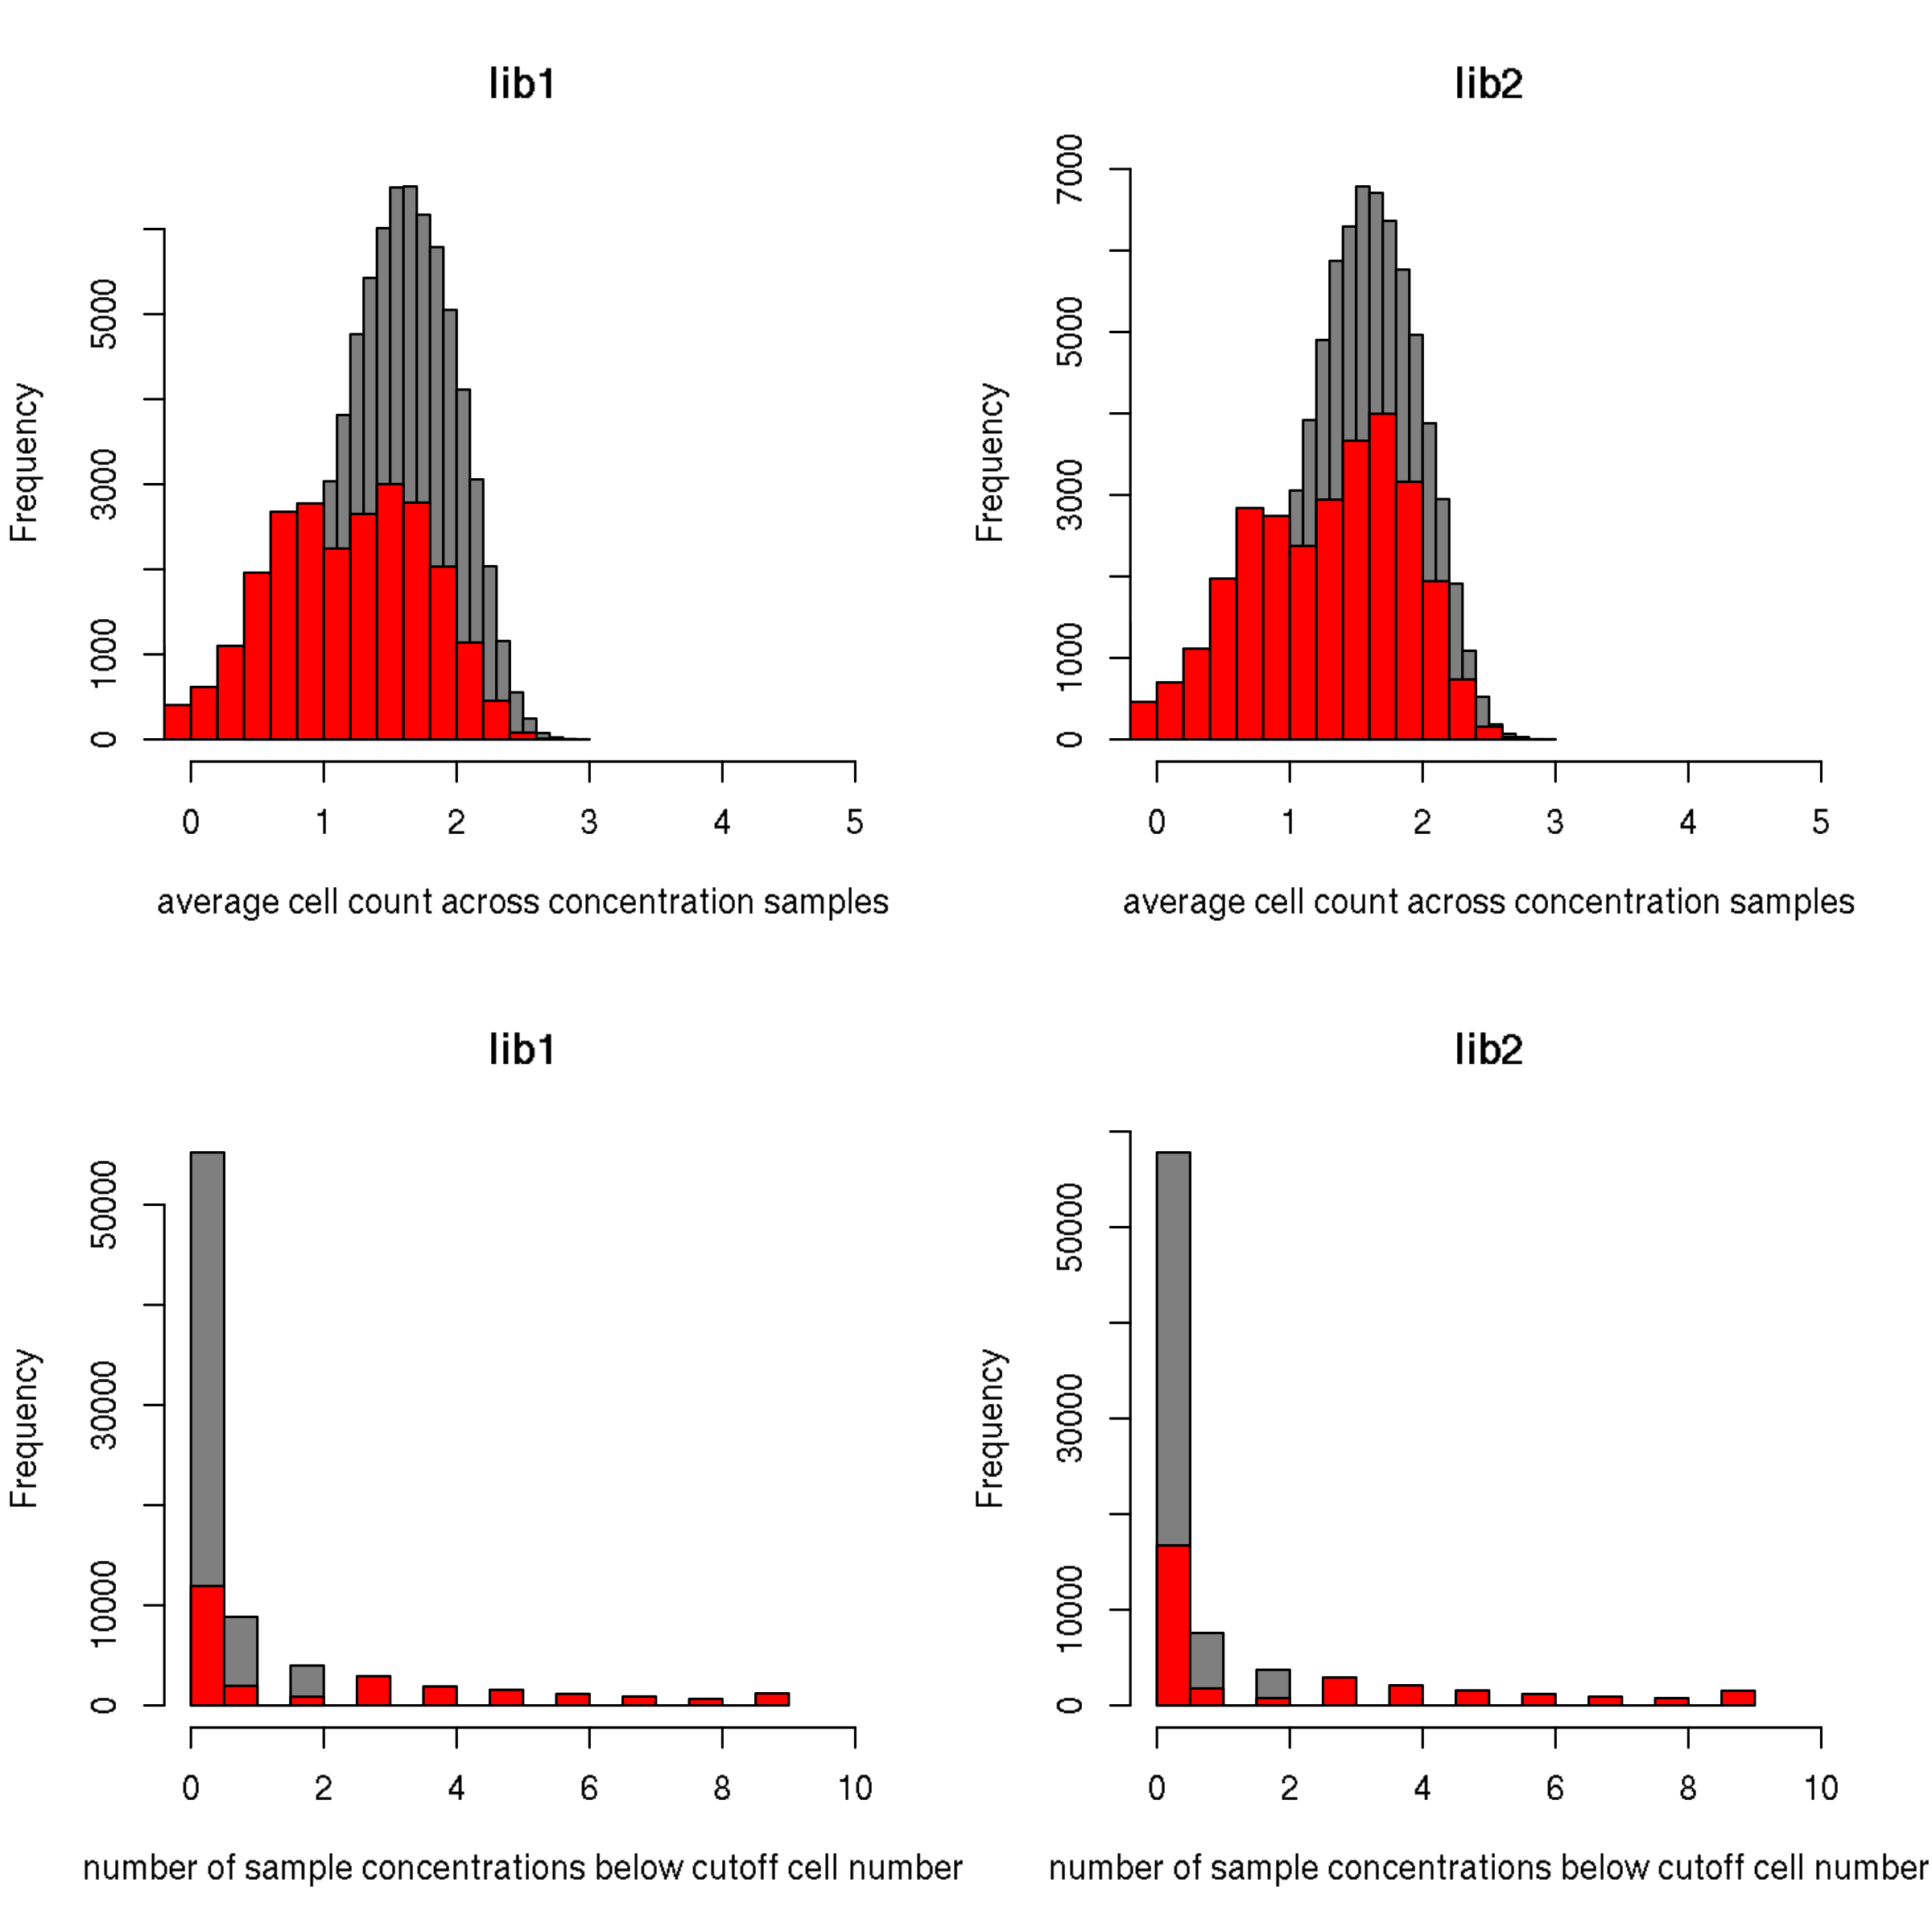 lib1
7000
5000
3000
1000
0
Frequency
0 1 2 3 4 5
average cell count across concentration samples
lib2
7000
5000
3000
1000
0
Frequency
0 1 2 3 4 5
average cell count across concentration samples
lib1
50000
30000
10000
0
Frequency
0 2 4 6 8 10
number of sample concentrations below cutoff cell number
lib2
50000
30000
10000
0
Frequency
0 2 4 6 8 10
number of sample concentrations below cutoff cell number